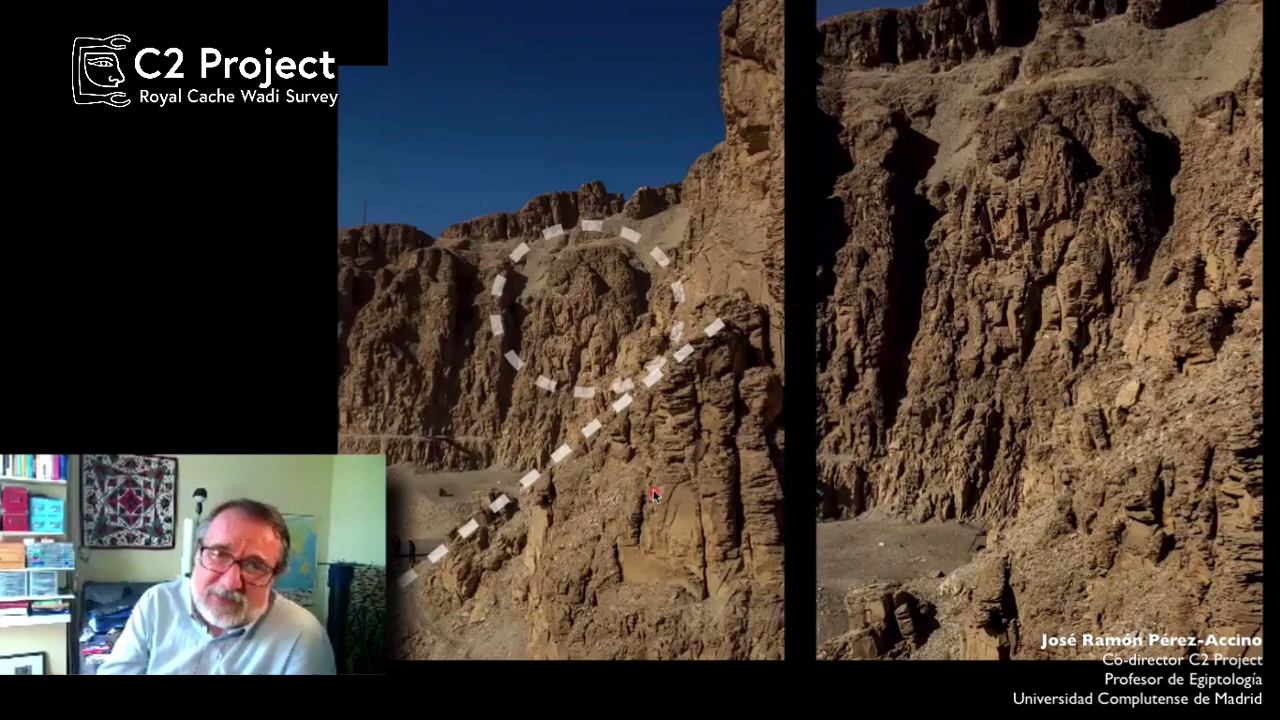 C2 Project
Royal Cache Wadi Survey
José Ramón Pérez-Accino
Co-director C2 Project
Profesor de Egiptología
Universidad Complutense de Madrid